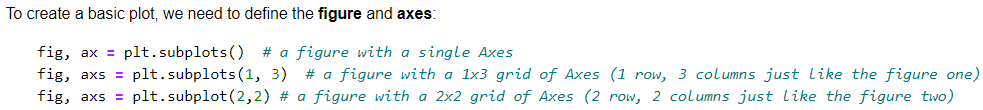 To create a basic plot, we need to define the figure and axes:
fig, ax = plt.subplots()  # a figure with a single Axes
fig, axs = plt.subplots(1, 3)  # a figure with a 1x3 grid of Axes (1 row, 3 columns just like the figure one)
fig, axs = plt.subplot(2,2) # a figure with a 2x2 grid of Axes (2 row, 2 columns just like the figure two)